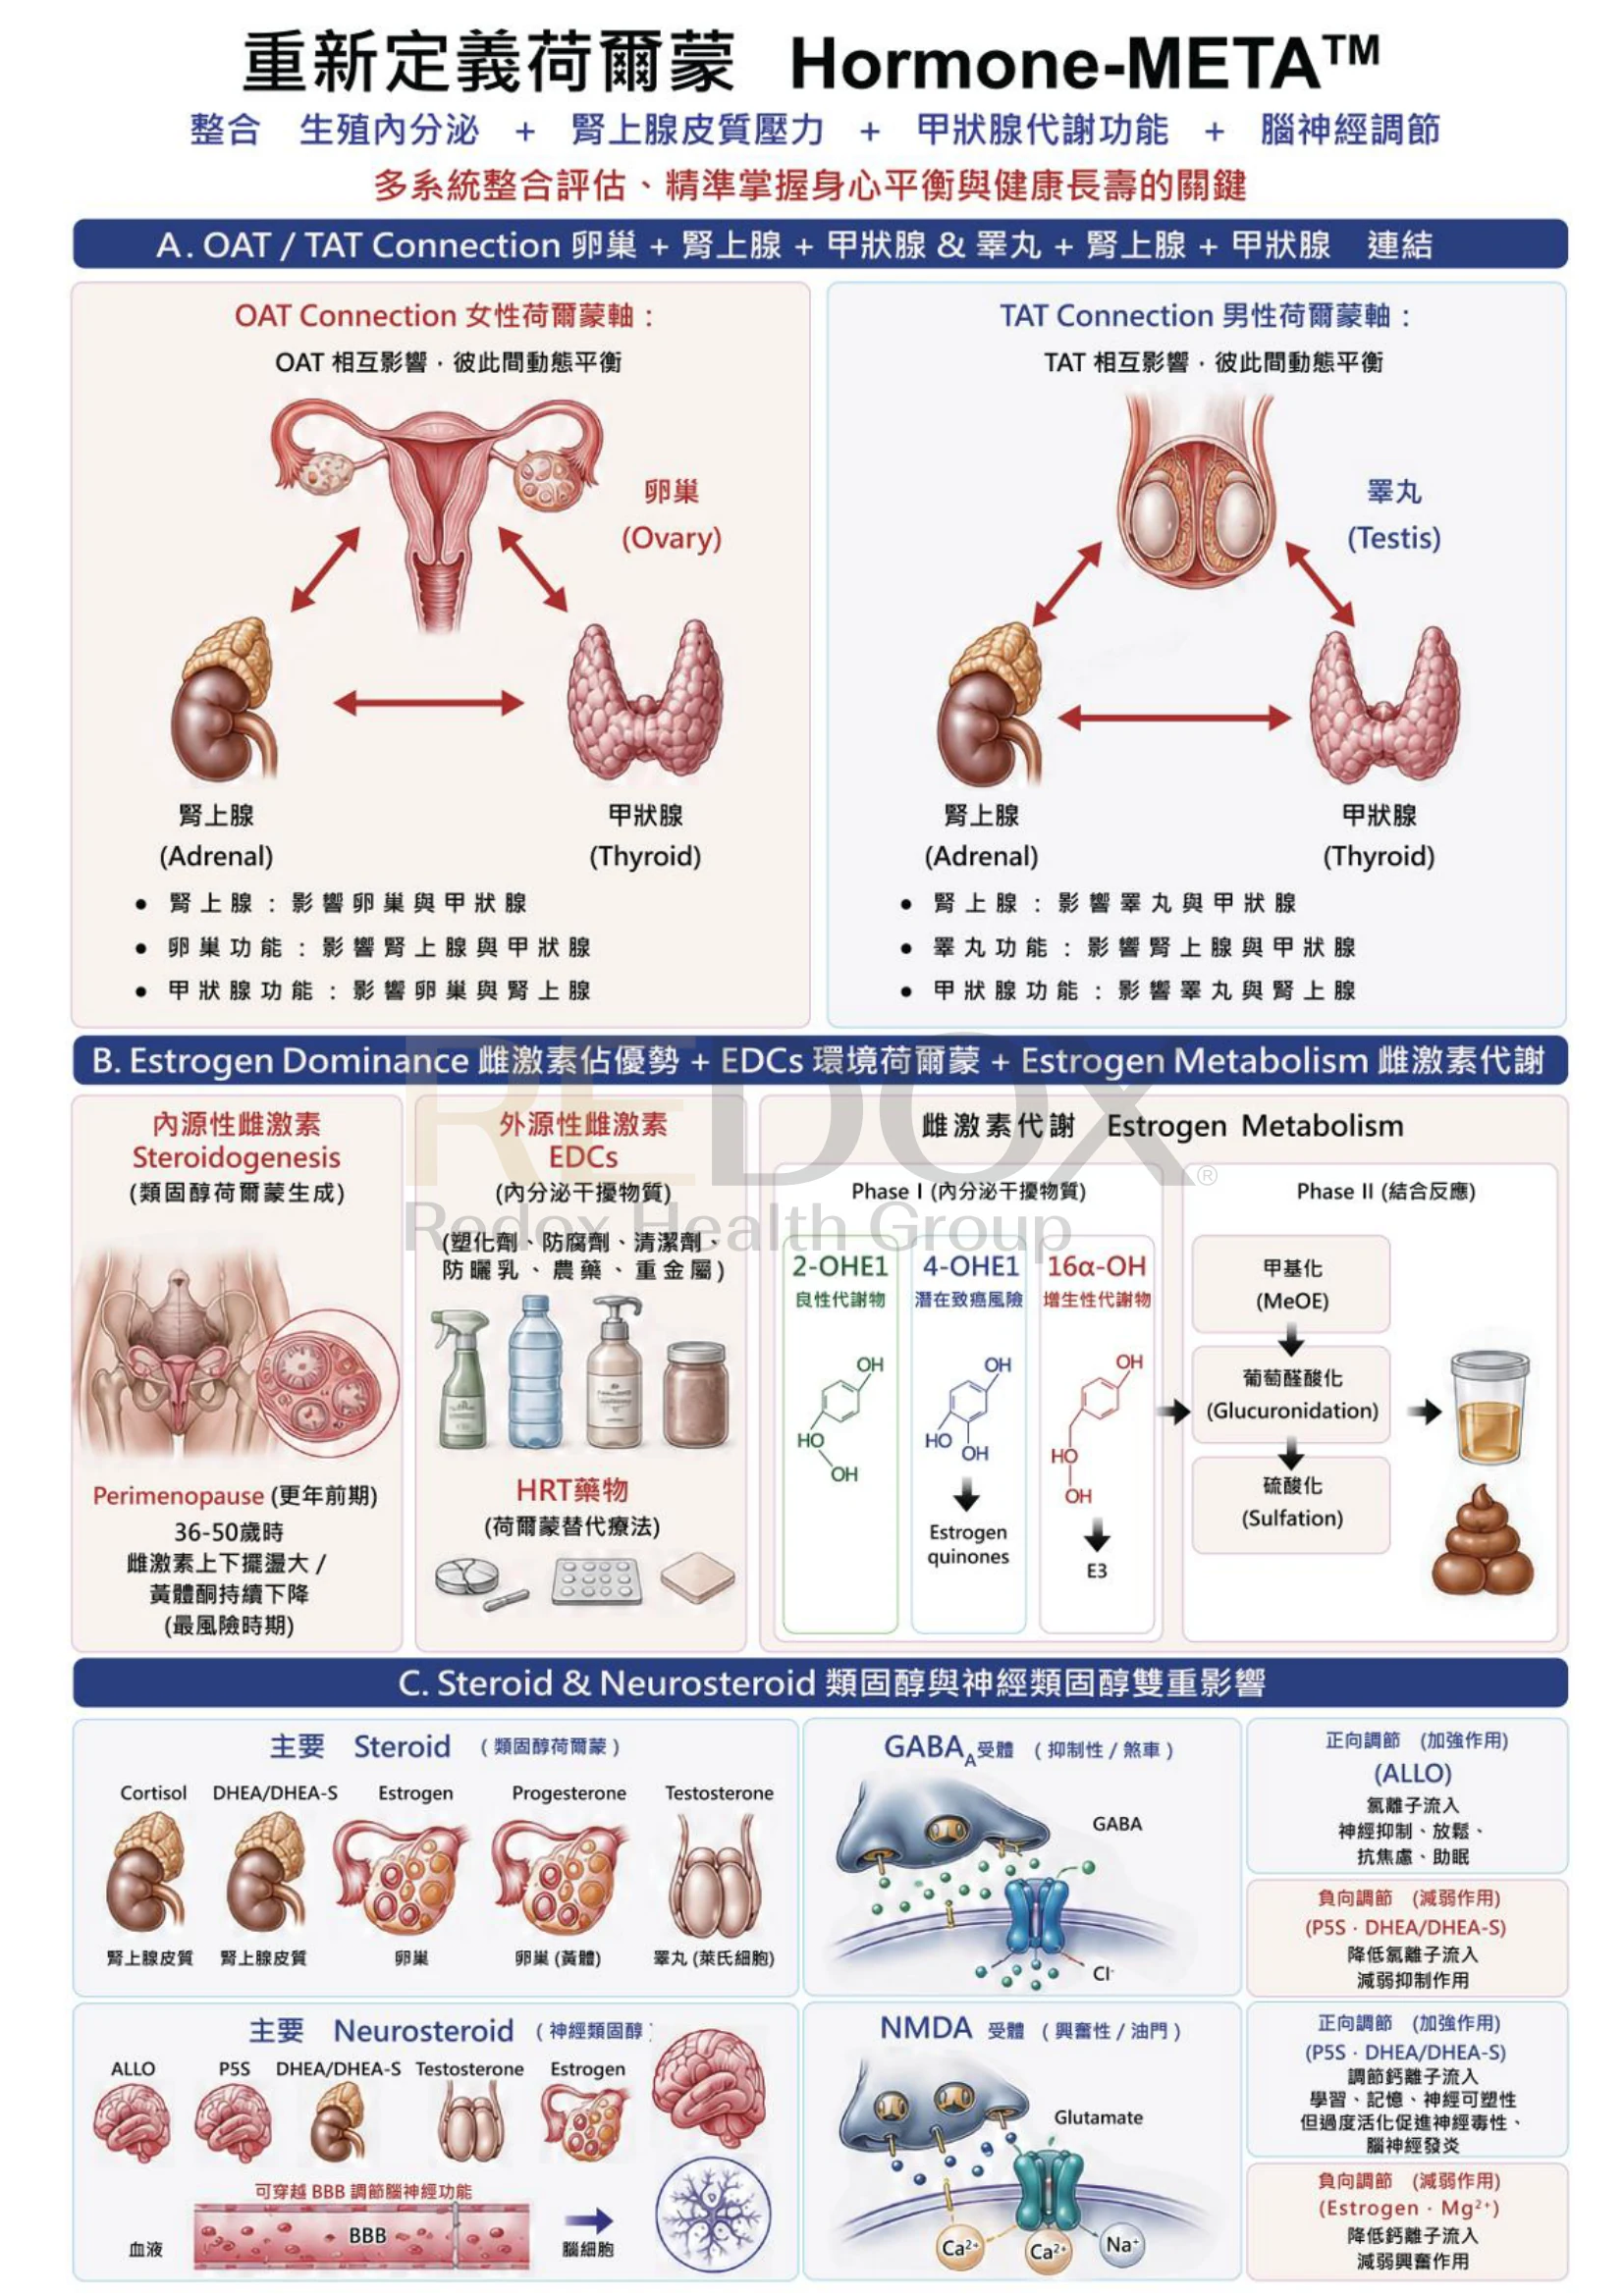 重新定義荷爾蒙 Hormone-META™
整合 生殖內分泌 + 腎上腺皮質壓力 + 甲狀腺代謝功能 + 腦神經調節
多系統整合評估、精準掌握身心平衡與健康長壽的關鍵
A. OAT / TAT Connection 卵巢 + 腎上腺 + 甲狀腺 & 睪丸 + 腎上腺 + 甲狀腺 連結
OAT Connection 女性荷爾蒙軸：
OAT 相互影響 · 彼此間動態平衡
卵巢
(Ovary)
腎上腺
(Adrenal)
甲狀腺
(Thyroid)
● 腎上腺：影響卵巢與甲狀腺
● 卵巢功能：影響腎上腺與甲狀腺
● 甲狀腺功能：影響卵巢與腎上腺
TAT Connection 男性荷爾蒙軸：
TAT 相互影響 · 彼此間動態平衡
睪丸
(Testis)
腎上腺
(Adrenal)
甲狀腺
(Thyroid)
● 腎上腺：影響睪丸與甲狀腺
● 睪丸功能：影響腎上腺與甲狀腺
● 甲狀腺功能：影響睪丸與腎上腺
B. Estrogen Dominance 雌激素佔優勢 + EDCs 環境荷爾蒙 + Estrogen Metabolism 雌激素代謝
REDOX®
Redox Health Group
內源性雌激素
Steroidogenesis
(類固醇荷爾蒙生成)
Perimenopause (更年前期)
36-50歲時
雌激素上下擺盪大 /
黃體酮持續下降
(最風險時期)
外源性雌激素
EDCs
(內分泌干擾物質)
(塑化劑、防腐劑、清潔劑、
防曬乳、農藥、重金屬)
HRT藥物
(荷爾蒙替代療法)
雌激素代謝 Estrogen Metabolism
Phase I (內分泌干擾物質)
2-OHE1
良性代謝物
OH
HO
OH
4-OHE1
潛在致癌風險
OH
HO
OH
Estrogen
quinones
16α-OH
增生性代謝物
OH
HO
OH
E3
Phase II (結合反應)
甲基化
(MeOE)
葡萄醛酸化
(Glucuronidation)
硫酸化
(Sulfation)
C. Steroid & Neurosteroid 類固醇與神經類固醇雙重影響
主要 Steroid （類固醇荷爾蒙）
Cortisol DHEA/DHEA-S Estrogen Progesterone Testosterone
腎上腺皮質 腎上腺皮質 卵巢 卵巢 (黃體) 睪丸 (萊氏細胞)
GABAA受體 （抑制性 / 煞車）
GABA
Cl-
正向調節 (加強作用)
(ALLO)
氯離子流入
神經抑制、放鬆、
抗焦慮、助眠
負向調節 (減弱作用)
(P5S · DHEA/DHEA-S)
降低氯離子流入
減弱抑制作用
主要 Neurosteroid （神經類固醇
ALLO P5S DHEA/DHEA-S Testosterone Estrogen
可穿越 BBB 調節腦神經功能
血液
BBB
腦細胞
NMDA 受體 （興奮性 / 油門）
Glutamate
Ca2+
Ca2+
Na+
正向調節 (加強作用)
(P5S · DHEA/DHEA-S)
調節鈣離子流入
學習、記憶、神經可塑性
但過度活化促進神經毒性、
腦神經發炎
負向調節 (減弱作用)
(Estrogen · Mg2+)
降低鈣離子流入
減弱興奮作用